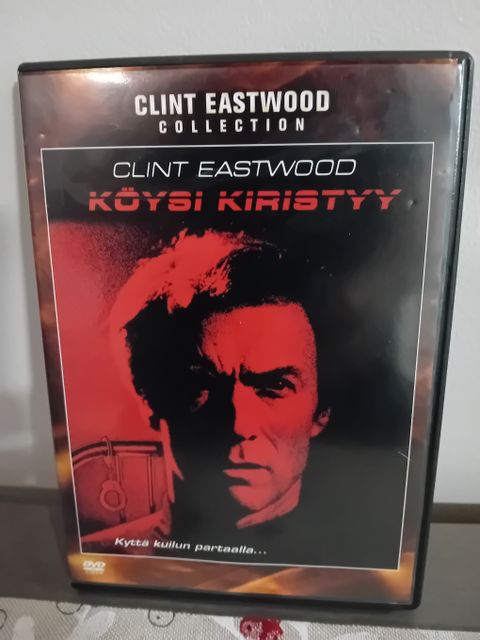 CLINT EASTWOOD
COLLECTION
CLINT EASTWOOD
KÖYSI KIRISTYY
Kyttä kuilun partaalla...
DVD